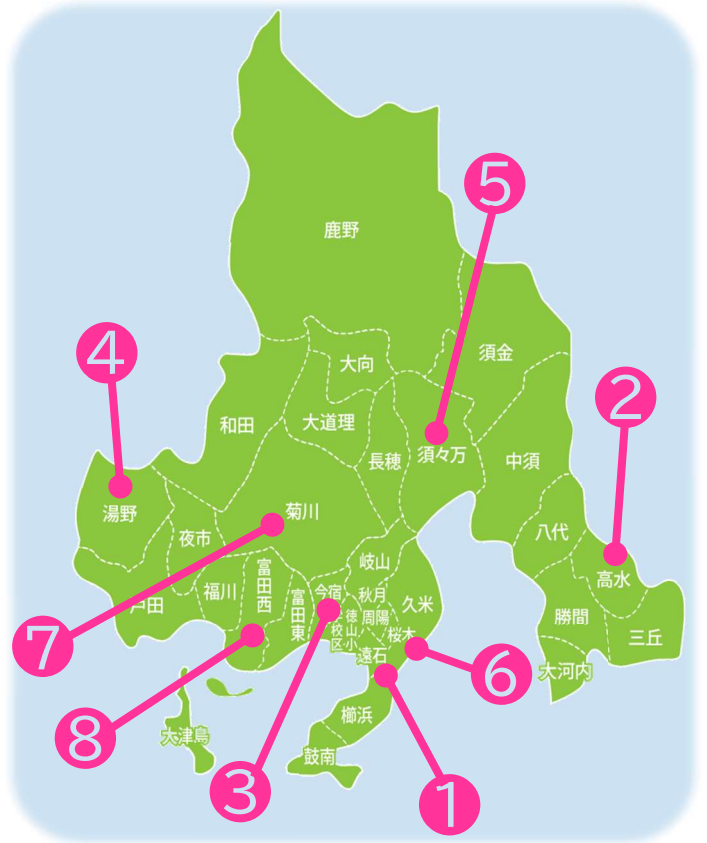 鹿野
⑤
④
須金
大向
②
和田
大道理
長穂
須々万
中須
湯野
菊川
夜市
八代
岐山
高水
富田西
福川
今宿
秋月
久米
戸田
富田東
徳山小
校区
周陽
勝間
三丘
桜木
⑦
遠石
⑥
大河内
櫛浜
大津島
⑧
鼓南
③
①